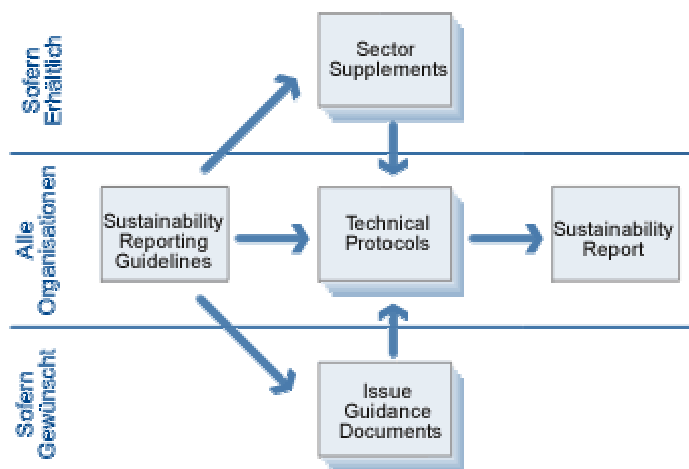 Sofern
Erhältlich
Sector
Supplements
Alle
Organisationen
Sustainability
Reporting
Guidelines
Technical
Protocols
Sustainability
Report
Sofern
Gewünscht
Issue
Guidance
Documents